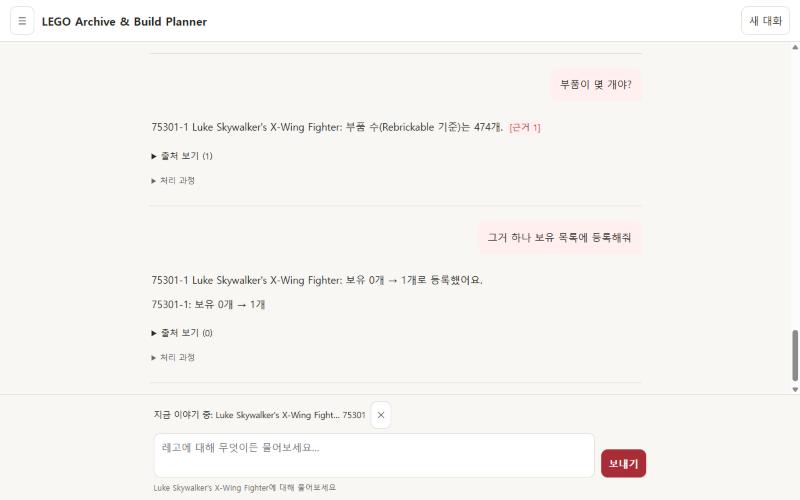 ☰ LEGO Archive & Build Planner 새 대화
부품이 몇 개야?
75301-1 Luke Skywalker's X-Wing Fighter: 부품 수(Rebrickable 기준)는 474개. [근거 1]
▶ 출처 보기 (1)
▶ 처리 과정
그거 하나 보유 목록에 등록해줘
75301-1 Luke Skywalker's X-Wing Fighter: 보유 0개 → 1개로 등록했어요.
75301-1: 보유 0개 → 1개
▶ 출처 보기 (0)
▶ 처리 과정
지금 이야기 중: Luke Skywalker's X-Wing Fight... 75301 ×
레고에 대해 무엇이든 물어보세요...
보내기
Luke Skywalker's X-Wing Fighter에 대해 물어보세요